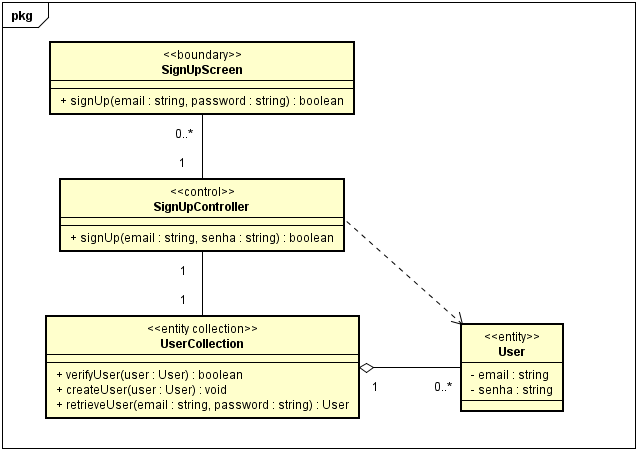 pkg
<<boundary>>
SignUpScreen
+ signUp(email : string, password : string) : boolean
0..*
1
<<control>>
SignUpController
+ signUp(email : string, senha : string) : boolean
1
1
<<entity collection>>
UserCollection
+ verifyUser(user : User) : boolean
+ createUser(user : User) : void
+ retrieveUser(email : string, password : string) : User
1
0..*
<<entity>>
User
- email : string
- senha : string